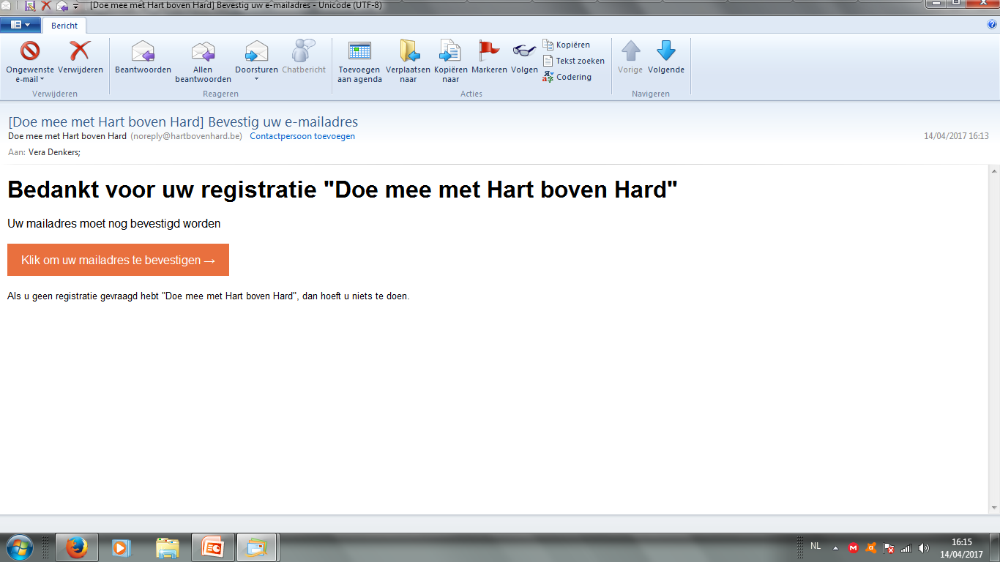 [Doe mee met Hart boven Hard] Bevestig uw e-mailadres - Unicode (UTF-8)
Bericht
Ongewenste e-mail
Verwijderen
Beantwoorden
Allen beantwoorden
Doorsturen
Chatbericht
Toevoegen aan agenda
Verplaatsen naar
Kopiëren naar
Markeren
Volgen
Kopiëren
Tekst zoeken
Codering
Vorige
Volgende
Verwijderen
Reageren
Acties
Navigeren
[Doe mee met Hart boven Hard] Bevestig uw e-mailadres
Doe mee met Hart boven Hard (noreply@hartbovenhard.be) Contactpersoon toevoegen 14/04/2017 16:13
Aan: Vera Denkers;
Bedankt voor uw registratie "Doe mee met Hart boven Hard"
Uw mailadres moet nog bevestigd worden
Klik om uw mailadres te bevestigen →
Als u geen registratie gevraagd hebt "Doe mee met Hart boven Hard", dan hoeft u niets te doen.
NL
16:15
14/04/2017